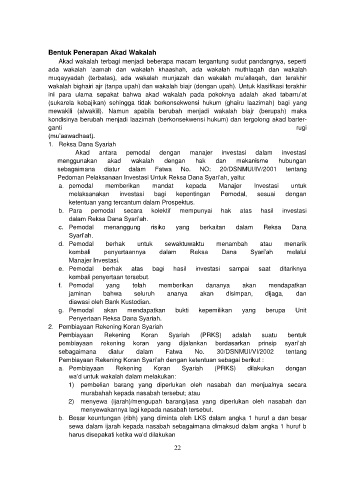 Bentuk Penerapan Akad Wakalah
Akad wakalah terbagi menjadi beberapa macam tergantung sudut pandangnya, seperti
ada wakalah 'aamah dan wakalah khaashah, ada wakalah muthlaqah dan wakalah
muqayyadah (terbatas), ada wakalah munjazah dan wakalah mu'allaqah, dan terakhir
wakalah bighairi ajr (tanpa upah) dan wakalah biajr (dengan upah). Untuk klasifikasi terakhir
ini para ulama sepakat bahwa akad wakalah pada pokoknya adalah akad tabarru'at
(sukarela kebajikan) sehingga tidak berkonsekwensi hukum (ghairu laazimah) bagi yang
mewakili (alwakiil). Namun apabila berubah menjadi wakalah biajr (berupah) maka
kondisinya berubah menjadi laazimah (berkonsekwensi hukum) dan tergolong akad barter-
ganti rugi
(mu'aawadhaat).
1. Reksa Dana Syariah
Akad antara pemodal dengan manajer investasi dalam investasi
menggunakan akad wakalah dengan hak dan mekanisme hubungan
sebagaimana diatur dalam Fatwa No. NO: 20/DSNMUI/IV/2001 tentang
Pedoman Pelaksanaan Investasi Untuk Reksa Dana Syari'ah, yaitu:
a. pemodal memberikan mandat kepada Manajer Investasi untuk
melaksanakan investasi bagi kepentingan Pemodal, sesuai dengan
ketentuan yang tercantum dalam Prospektus.
b. Para pemodal secara kolektif mempunyai hak atas hasil investasi
dalam Reksa Dana Syari'ah.
c. Pemodal menanggung risiko yang berkaitan dalam Reksa Dana
Syari'ah.
d. Pemodal berhak untuk sewaktuwaktu menambah atau menarik
kembali penyertaannya dalam Reksa Dana Syari'ah melalui
Manajer Investasi.
e. Pemodal berhak atas bagi hasil investasi sampai saat ditariknya
kembali penyertaan tersebut.
f. Pemodal yang telah memberikan dananya akan mendapatkan
jaminan bahwa seluruh ananya akan disimpan, dijaga, dan
diawasi oleh Bank Kustodian.
g. Pemodal akan mendapatkan bukti kepemilikan yang berupa Unit
Penyertaan Reksa Dana Syariah.
2. Pembiayaan Rekening Koran Syariah
Pembiayaan Rekening Koran Syariah (PRKS) adalah suatu bentuk
pembiayaan rekening koran yang dijalankan berdasarkan prinsip syari'ah
sebagaimana diatur dalam Fatwa No. 30/DSNMUI/VI/2002 tentang
Pembiayaan Rekening Koran Syari'ah dengan ketentuan sebagai berikut :
a. Pembiayaan Rekening Koran Syariah (PRKS) dilakukan dengan
wa'd untuk wakalah dalam melakukan:
1) pembelian barang yang diperlukan oleh nasabah dan menjualnya secara
murabahah kepada nasabah tersebut; atau
2) menyewa (ijarah)/mengupah barang/jasa yang diperlukan oleh nasabah dan
menyewakannya lagi kepada nasabah tersebut.
b. Besar keuntungan (ribh) yang diminta oleh LKS dalam angka 1 huruf a dan besar
sewa dalam ijarah kepada nasabah sebagaimana dimaksud dalam angka 1 huruf b
harus disepakati ketika wa'd dilakukan
22